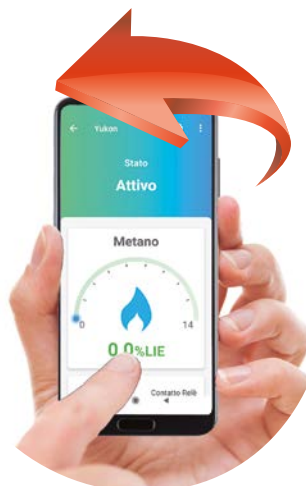 Yukon
Stato
Attivo
Metano
0 14
0.0%LIE
Contatto Relè